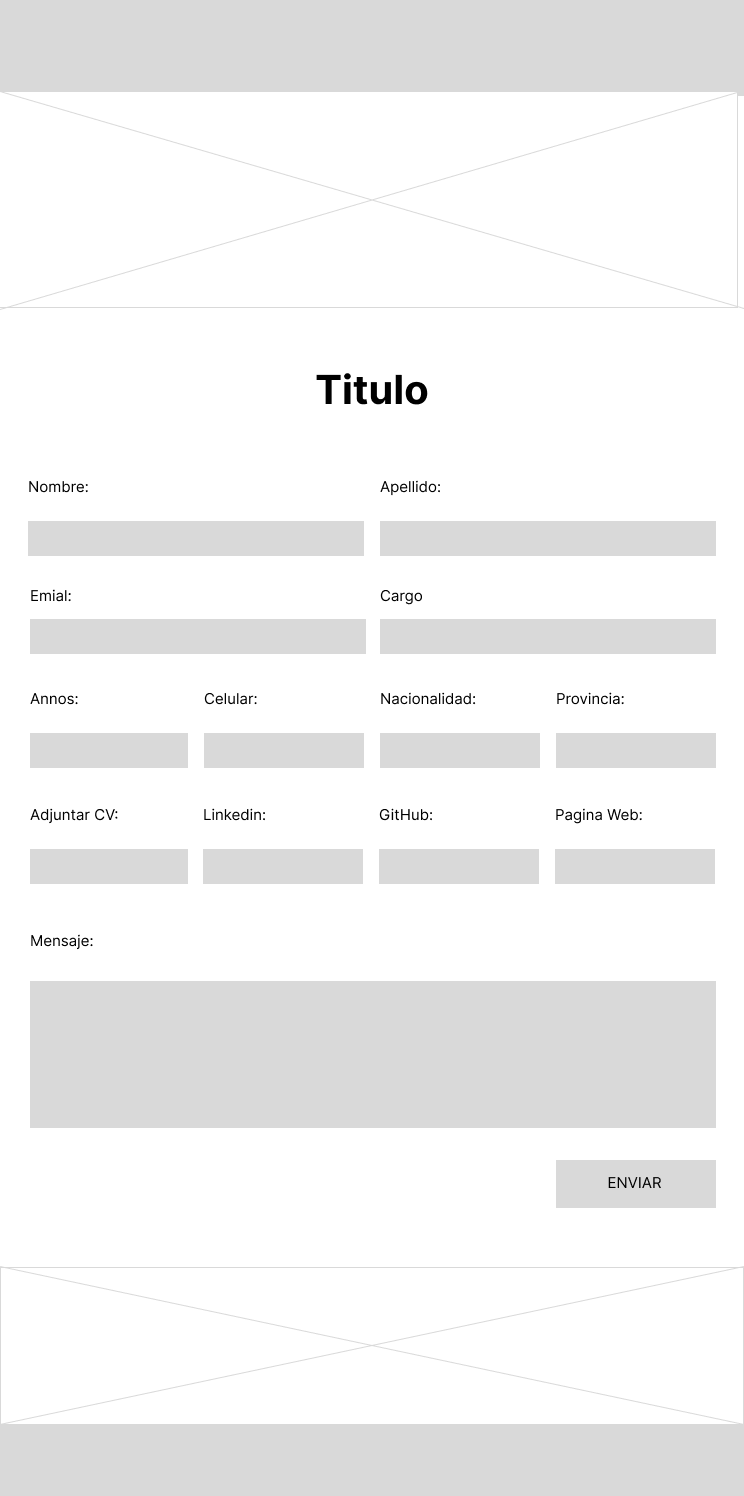 Titulo
Nombre:
Apellido:
Emial:
Cargo
Annos:
Celular:
Nacionalidad:
Provincia:
Adjuntar CV:
Linkedin:
GitHub:
Pagina Web:
Mensaje:
ENVIAR